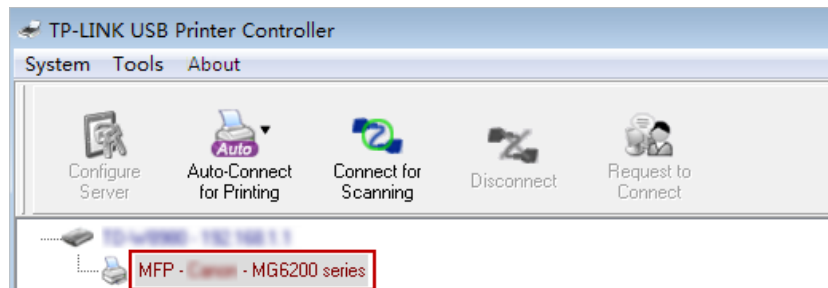 TP-LINK USB Printer Controller
System Tools About
Auto
Configure Server
Auto-Connect for Printing
Connect for Scanning
Disconnect
Request to Connect
MFP - - MG6200 series